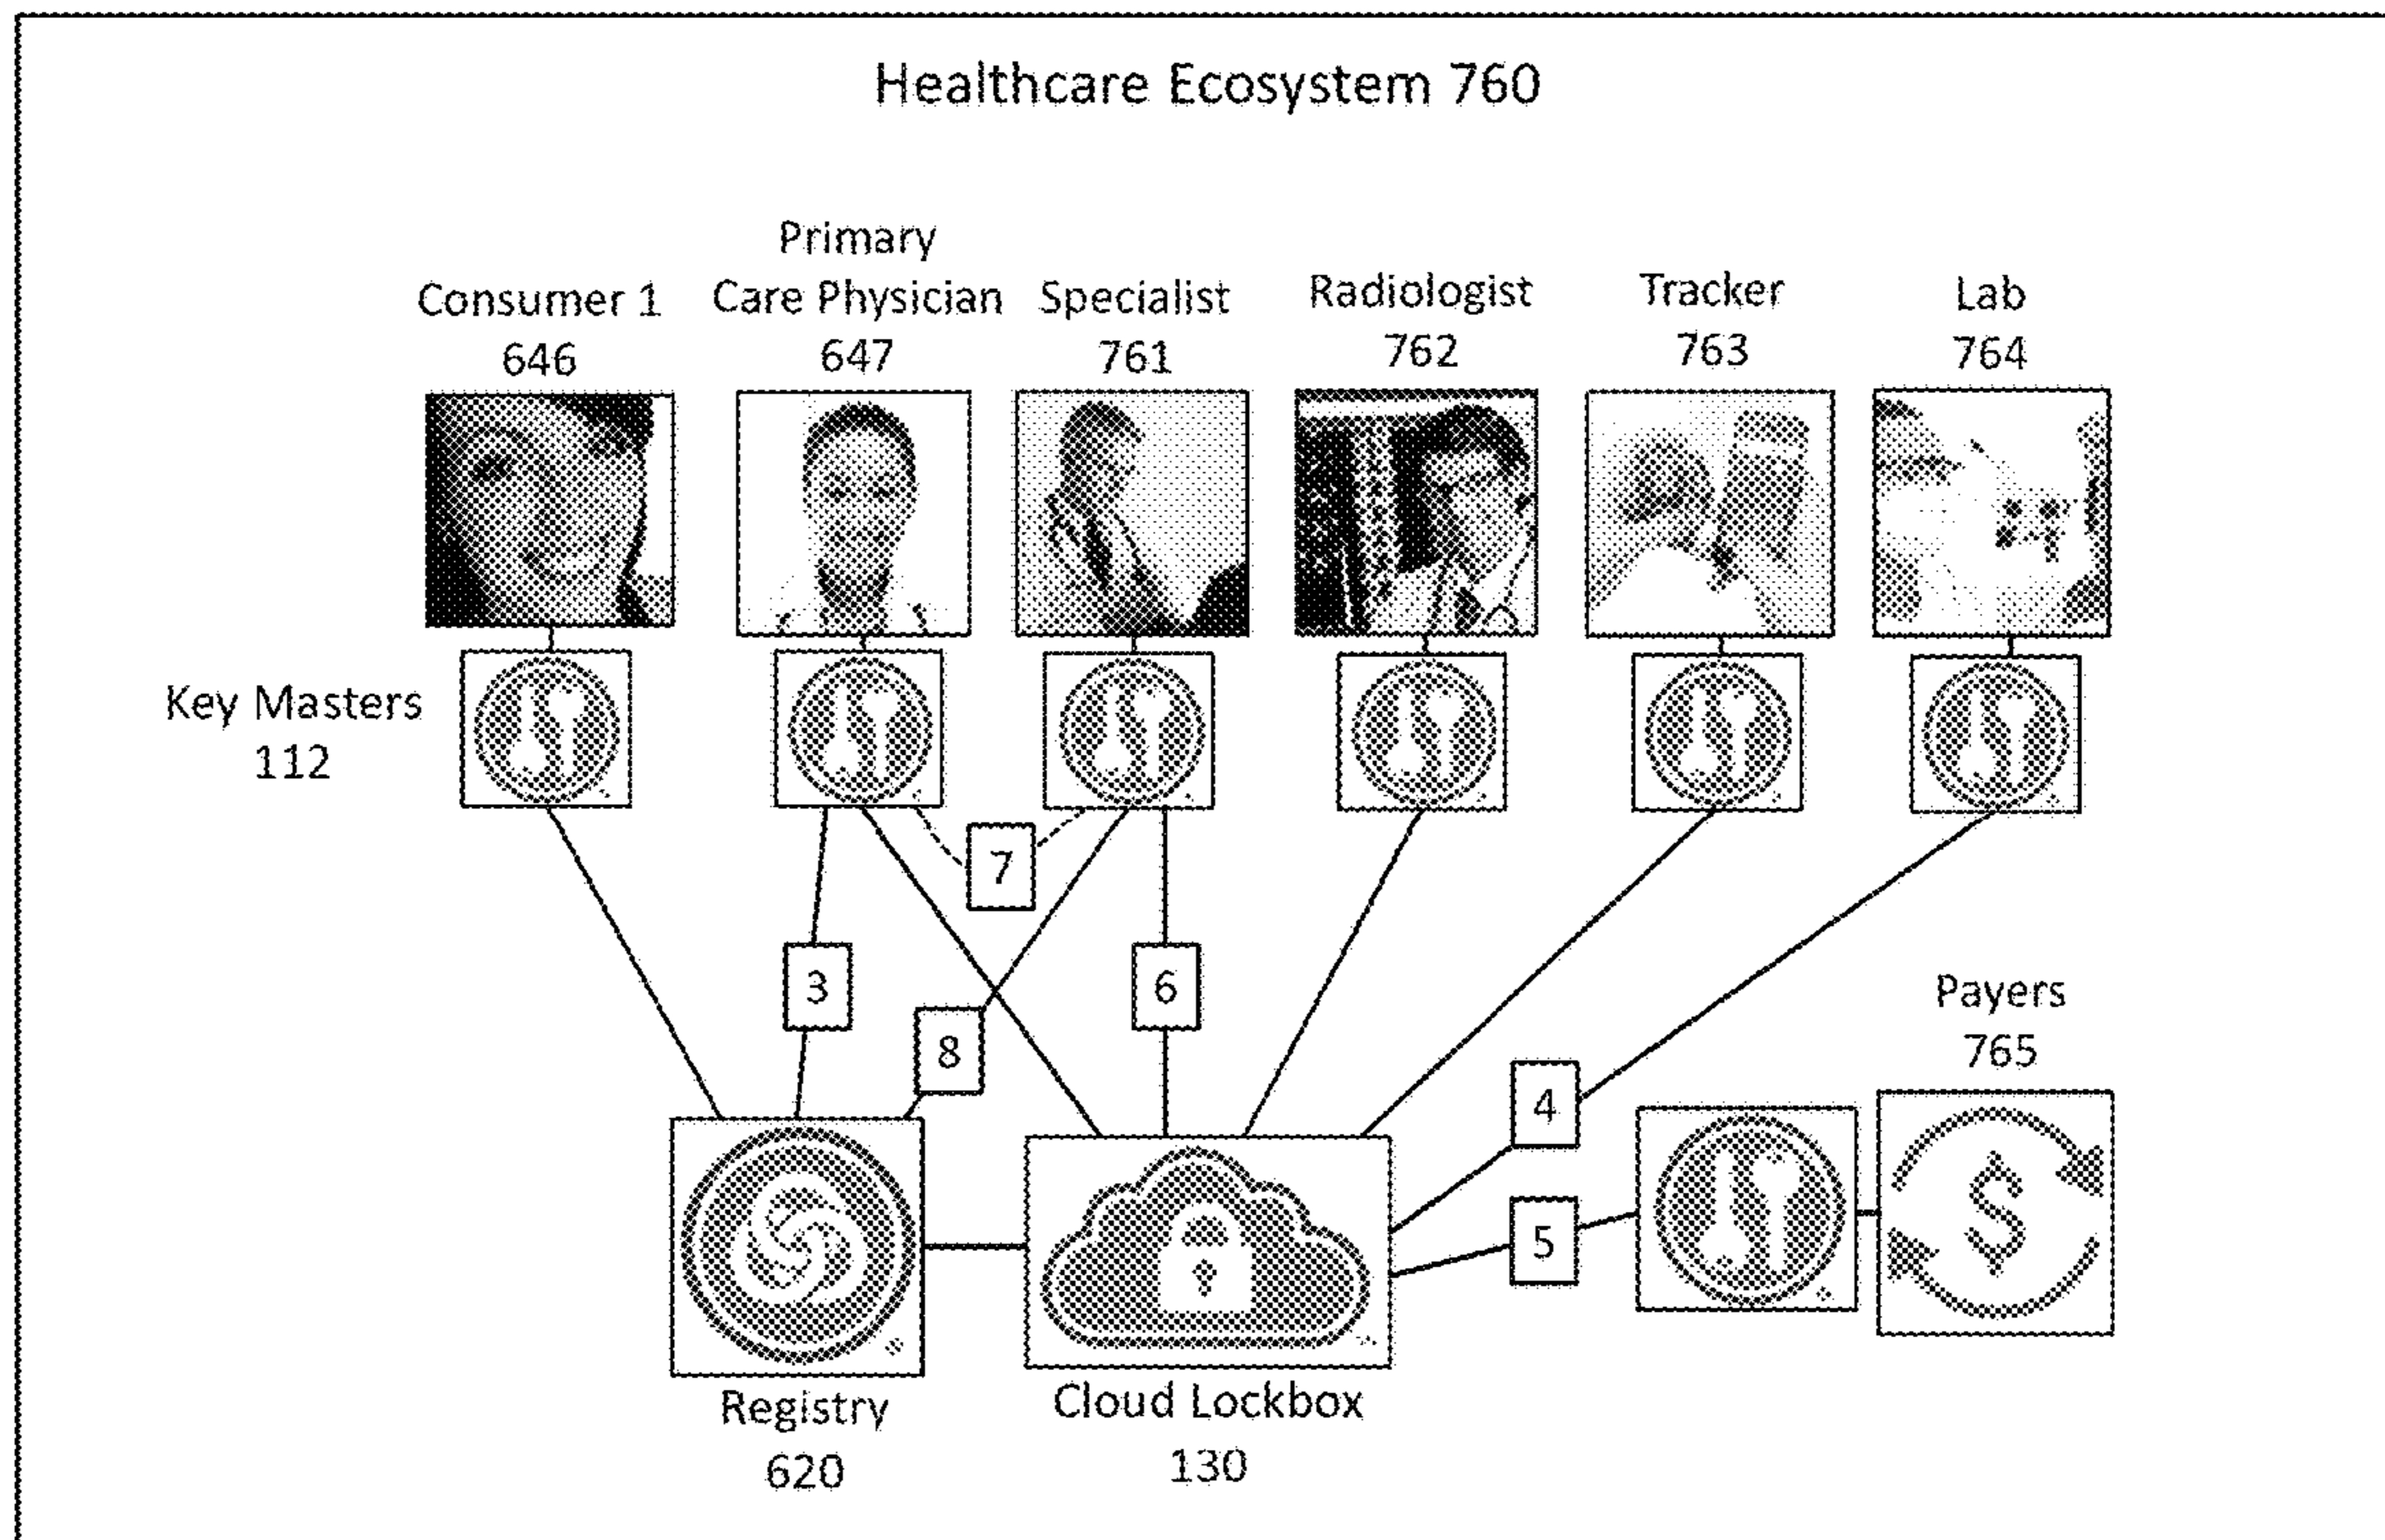 Healthcare Ecosystem 760
Consumer 1
646
Primary
Care Physician
647
Specialist
761
Radiologist
762
Tracker
763
Lab
764
Key Masters
112
7
3
6
8
4
5
Payers
765
$
Registry
620
Cloud Lockbox
130